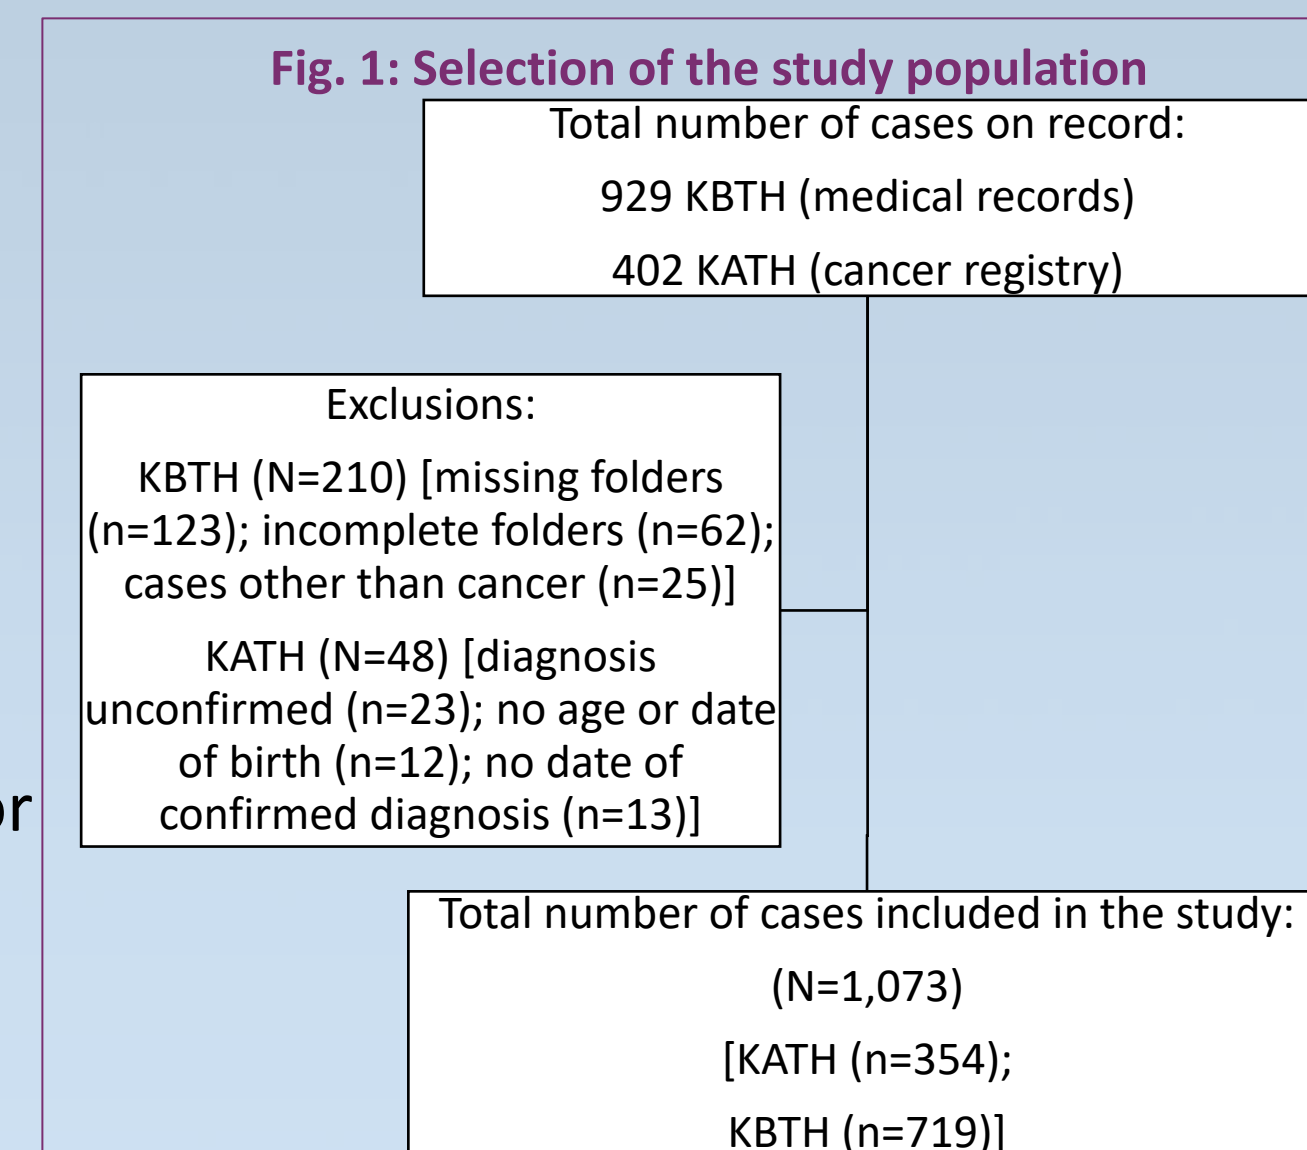 Fig. 1: Selection of the study population
Total number of cases on record:
929 KBTH (medical records)
402 KATH (cancer registry)
Exclusions:
KBTH (N=210) [missing folders
(n=123); incomplete folders (n=62);
cases other than cancer (n=25)]
KATH (N=48) [diagnosis
unconfirmed (n=23); no age or date
of birth (n=12); no date of
confirmed diagnosis (n=13)]
Total number of cases included in the study:
(N=1,073)
[KATH (n=354);
KBTH (n=719)]